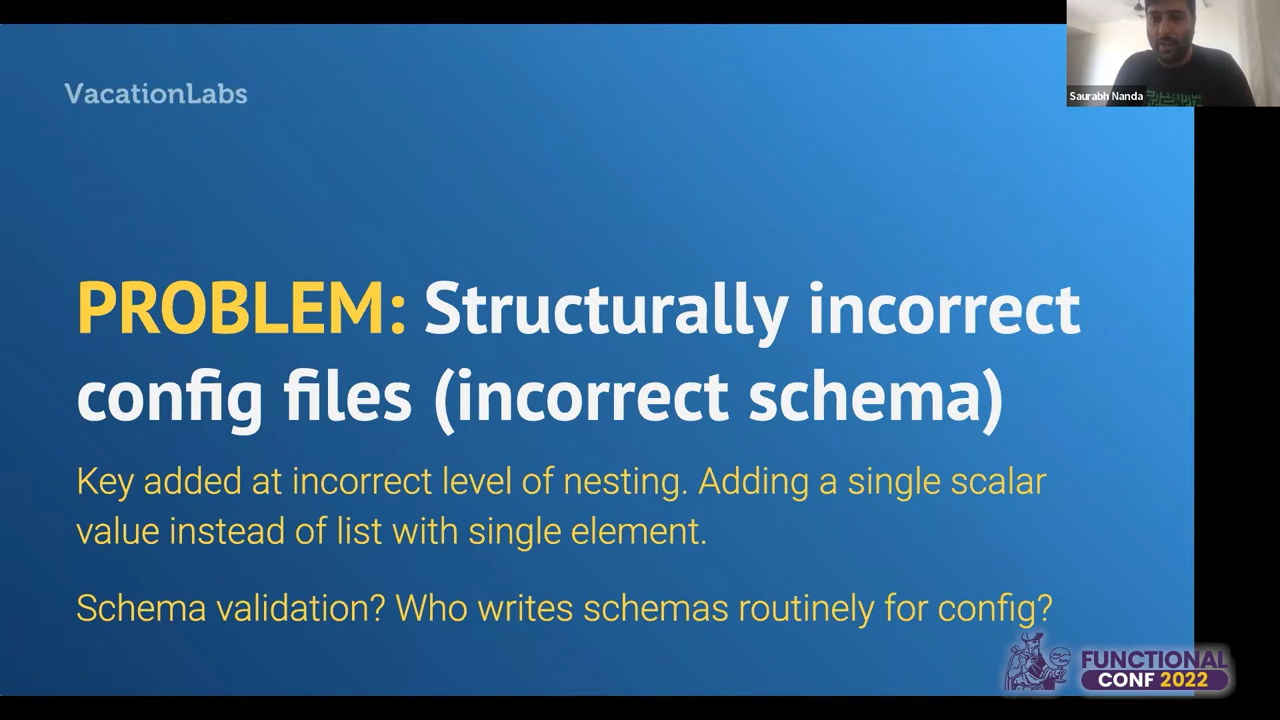 VacationLabs
Saurabh Nanda
PROBLEM: Structurally incorrect
config files (incorrect schema)
Key added at incorrect level of nesting. Adding a single scalar
value instead of list with single element.
Schema validation? Who writes schemas routinely for config?
FUNCTIONAL
CONF 2022